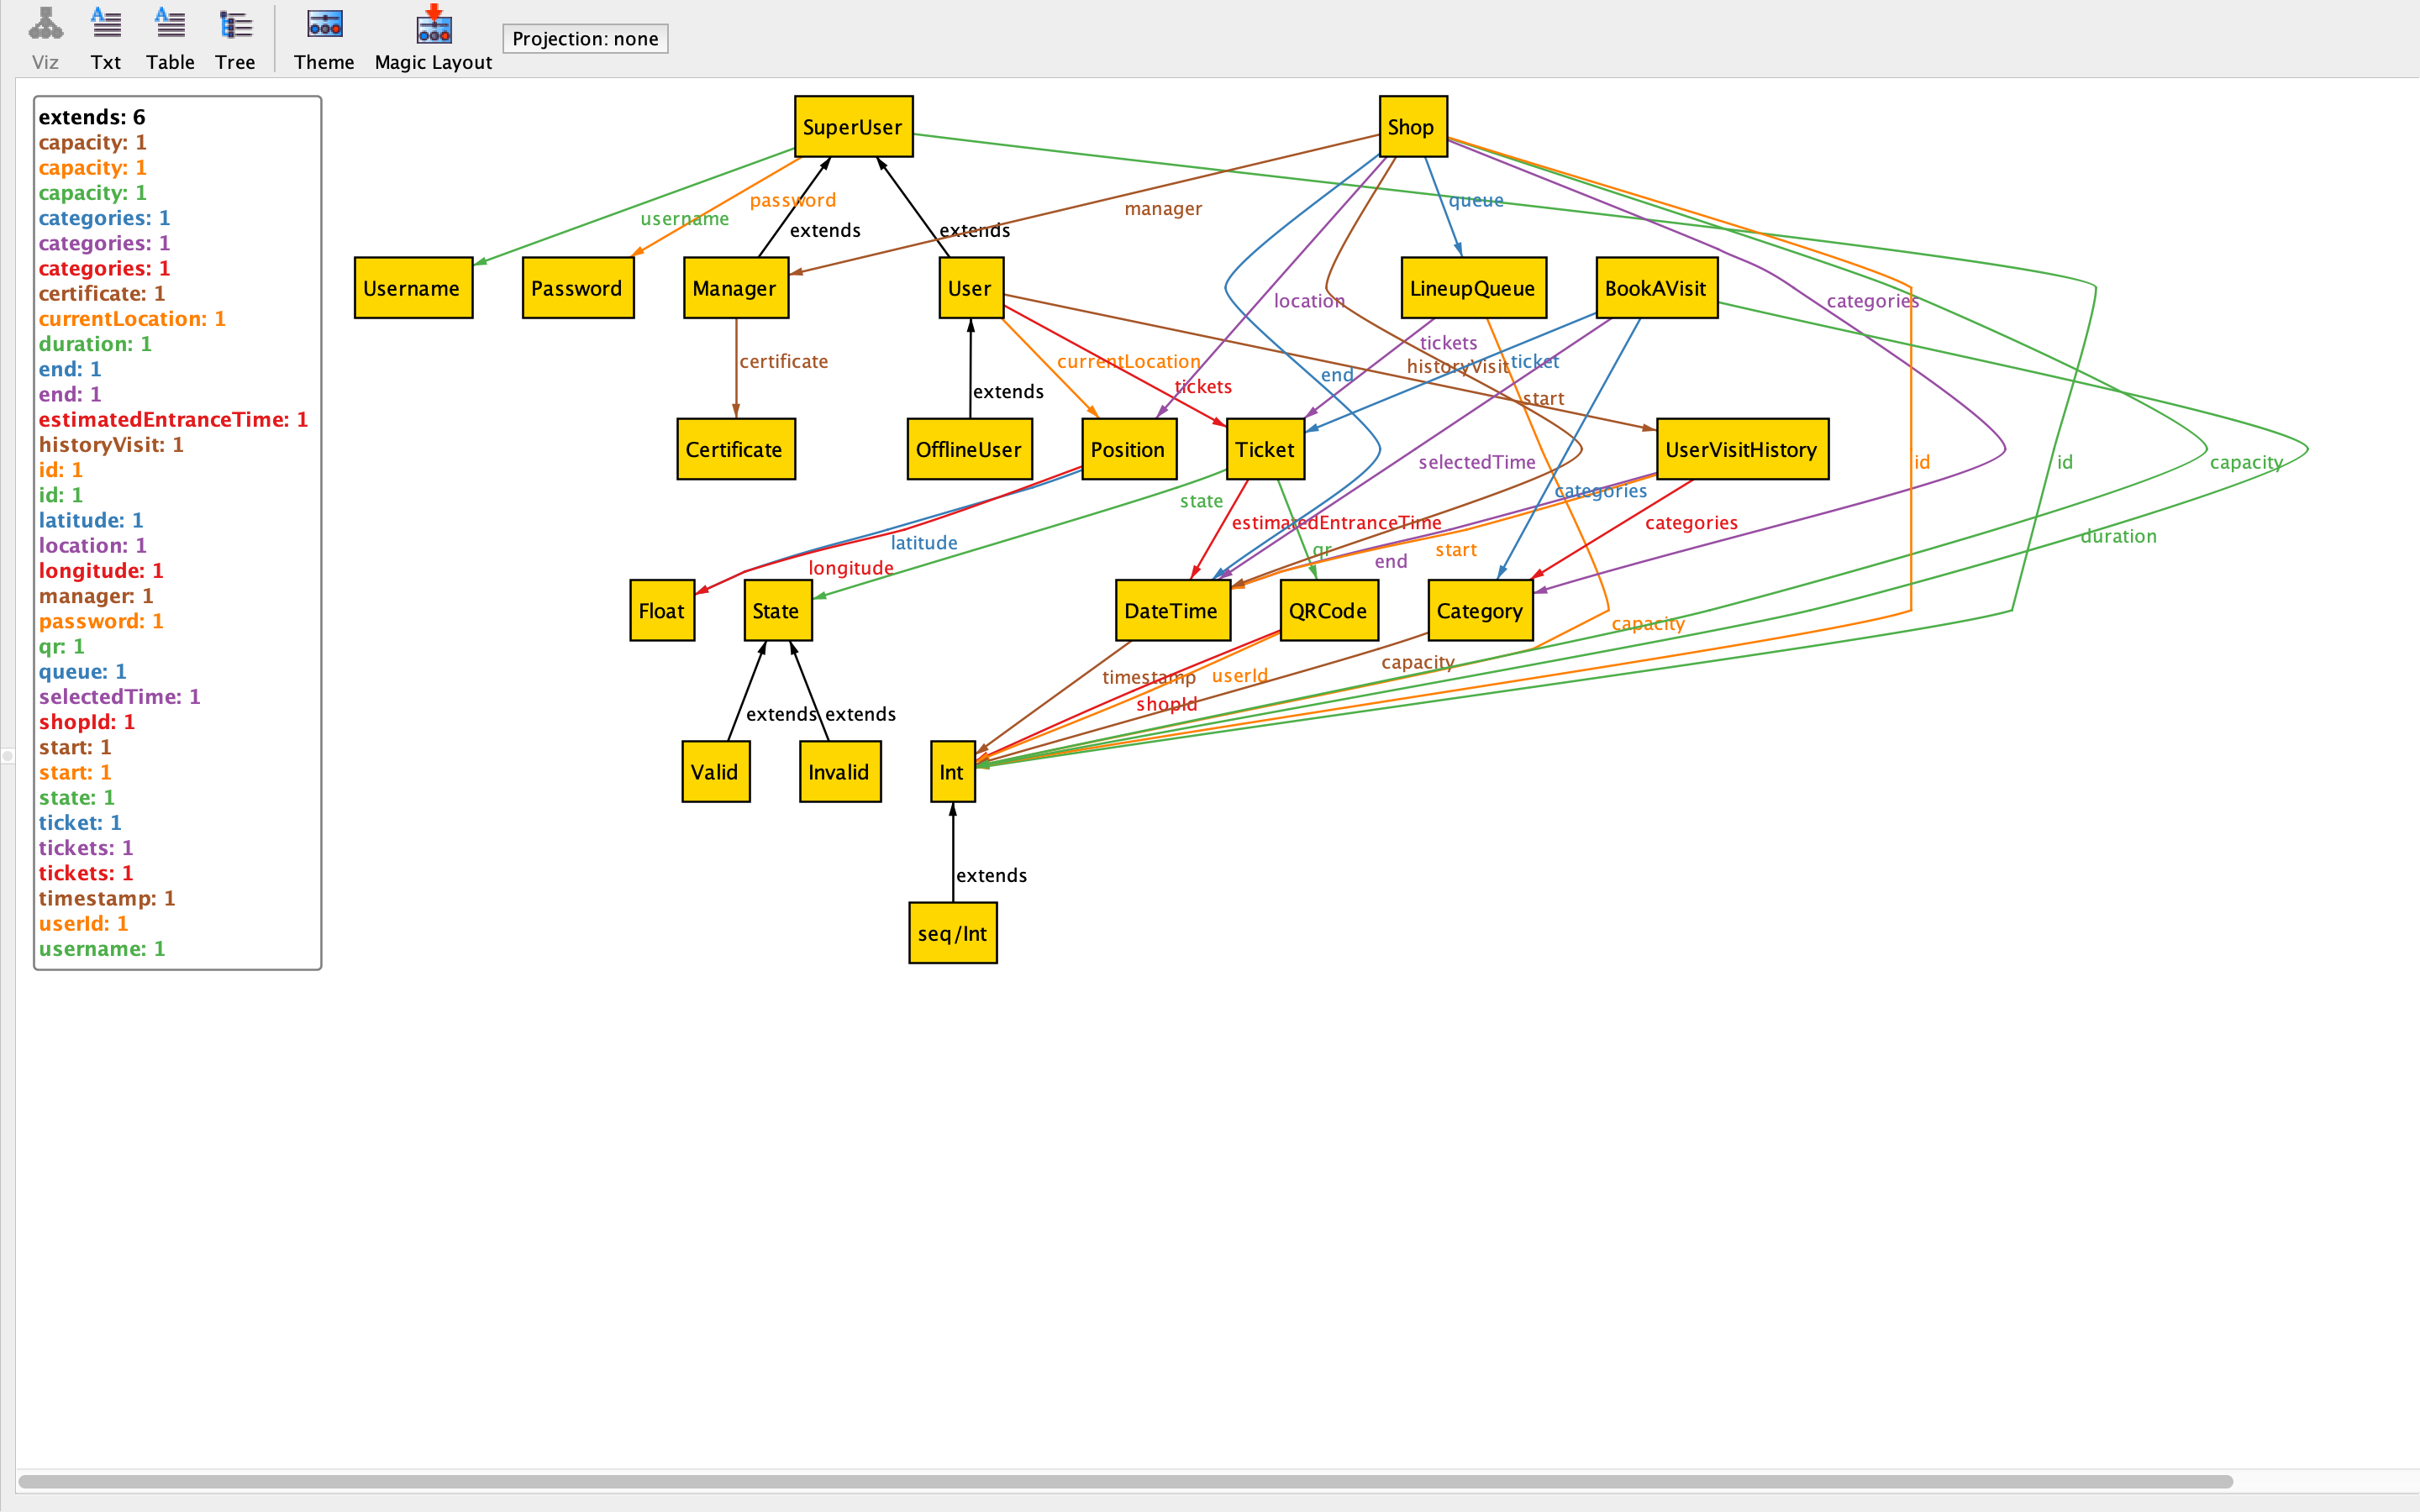 Viz
Txt
Table
Tree
Theme
Magic Layout
Projection: none
extends: 6
capacity: 1
capacity: 1
capacity: 1
categories: 1
categories: 1
categories: 1
certificate: 1
currentLocation: 1
duration: 1
end: 1
end: 1
estimatedEntranceTime: 1
historyVisit: 1
id: 1
id: 1
latitude: 1
location: 1
longitude: 1
manager: 1
password: 1
qr: 1
queue: 1
selectedTime: 1
shopId: 1
start: 1
start: 1
state: 1
ticket: 1
tickets: 1
tickets: 1
timestamp: 1
userId: 1
username: 1
SuperUser
Shop
password
queue
manager
username
extends
extends
Username
Password
Manager
User
LineupQueue
BookAVisit
location
categories
tickets
certificate
currentLocation
historyVisit
ticket
end
tickets
extends
start
Certificate
OfflineUser
Position
Ticket
UserVisitHistory
selectedTime
id
id
capacity
categories
state
estimatedEntranceTime
categories
duration
latitude
qr
start
end
longitude
Float
State
DateTime
QRCode
Category
capacity
capacity
timestamp
userId
shopId
extends
extends
Valid
Invalid
Int
extends
seq/Int